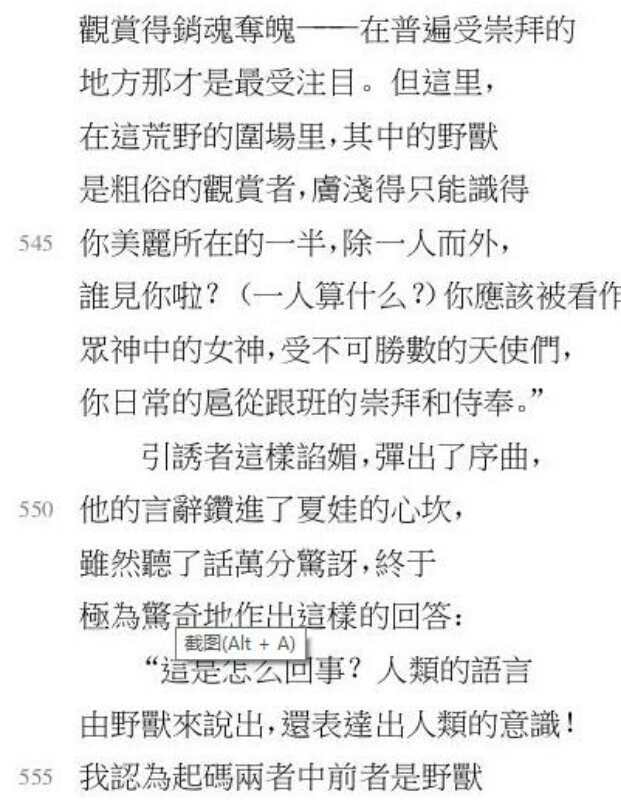 觀賞得銷魂奪魄——在普遍受崇拜的
地方那才是最受注目。但這里,
在這荒野的圍場里,其中的野獸
是粗俗的觀賞者,膚淺得只能識得
545 你美麗所在的一半,除一人而外,
誰見你啦?(一人算什么?)你應該被看作
眾神中的女神,受不可勝數的天使們,
你日常的扈從跟班的崇拜和侍奉。”
引誘者這樣諂媚,彈出了序曲,
550 他的言辭鑽進了夏娃的心坎,
雖然聽了話萬分驚訝,終于
極為驚奇地作出這樣的回答:
截图(Alt + A)
“這是怎么回事?人類的語言
由野獸來說出,還表達出人類的意識!
555 我認為起碼兩者中前者是野獸